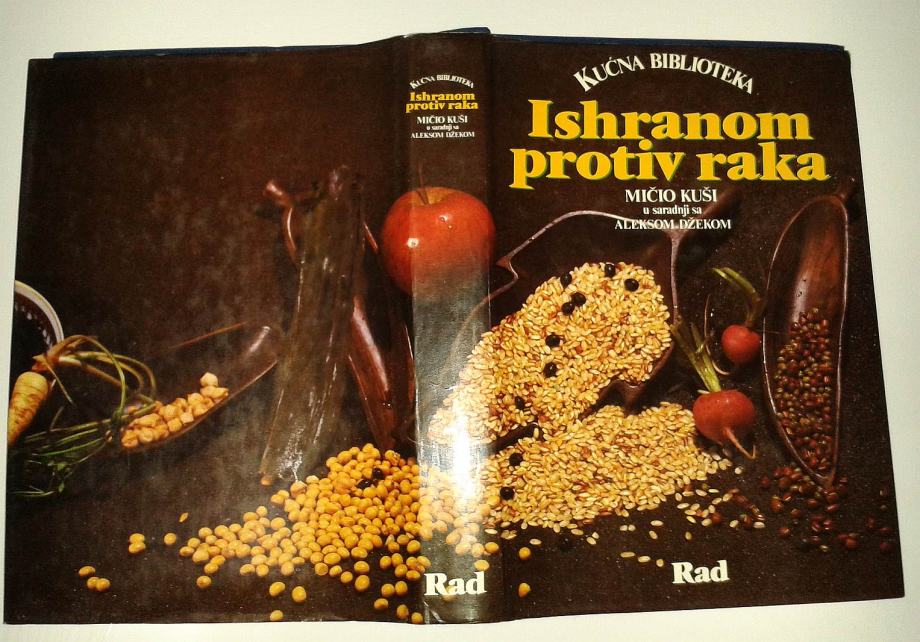 KUĆNA BIBLIOTEKA
Ishranom
protiv raka
MIČIO KUŠI
u saradnji sa
ALEKSOM DŽEKOM
Rad
KUĆNA BIBLIOTEKA
Ishranom
protiv raka
MIČIO KUŠI
u saradnji sa
ALEKSOM DŽEKOM
Rad